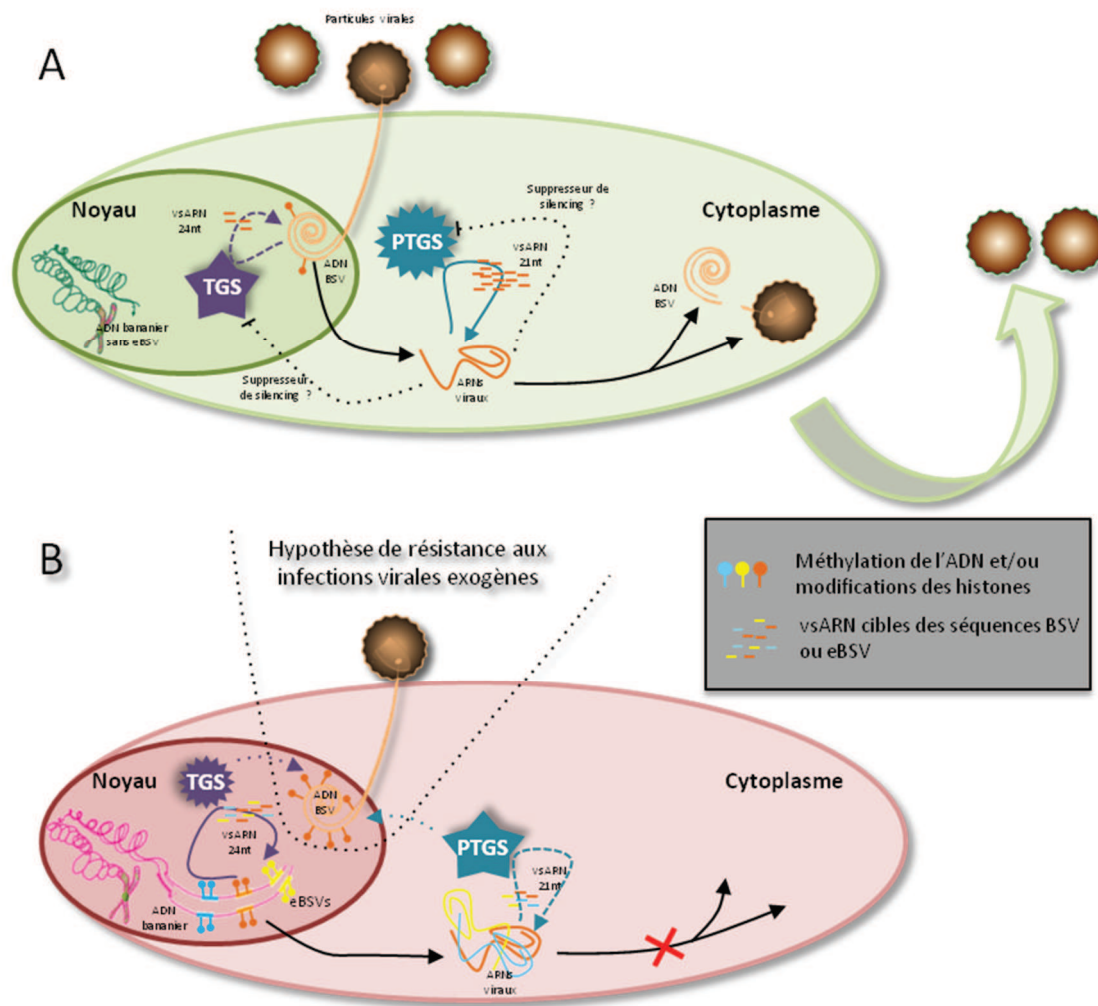 Particules virales
A
Noyau
vsARN
24nt
TGS
ADN
BSV
ADN bananier
sans eBSV
PTGS
Suppresseur de
silencing ?
vsARN
21nt
Cytoplasme
ADN
BSV
Suppresseur
de silencing ?
ARNs
viraux
B
Hypothèse de résistance aux
infections virales exogènes
Méthylation de l'ADN et/ou
modifications des histones
vsARN cibles des séquences BSV
ou eBSV
Noyau
TGS
ADN
BSV
vsARN
24nt
eBSVs
ADN
bananier
PTGS
vsARN
21nt
Cytoplasme
ARNs
viraux